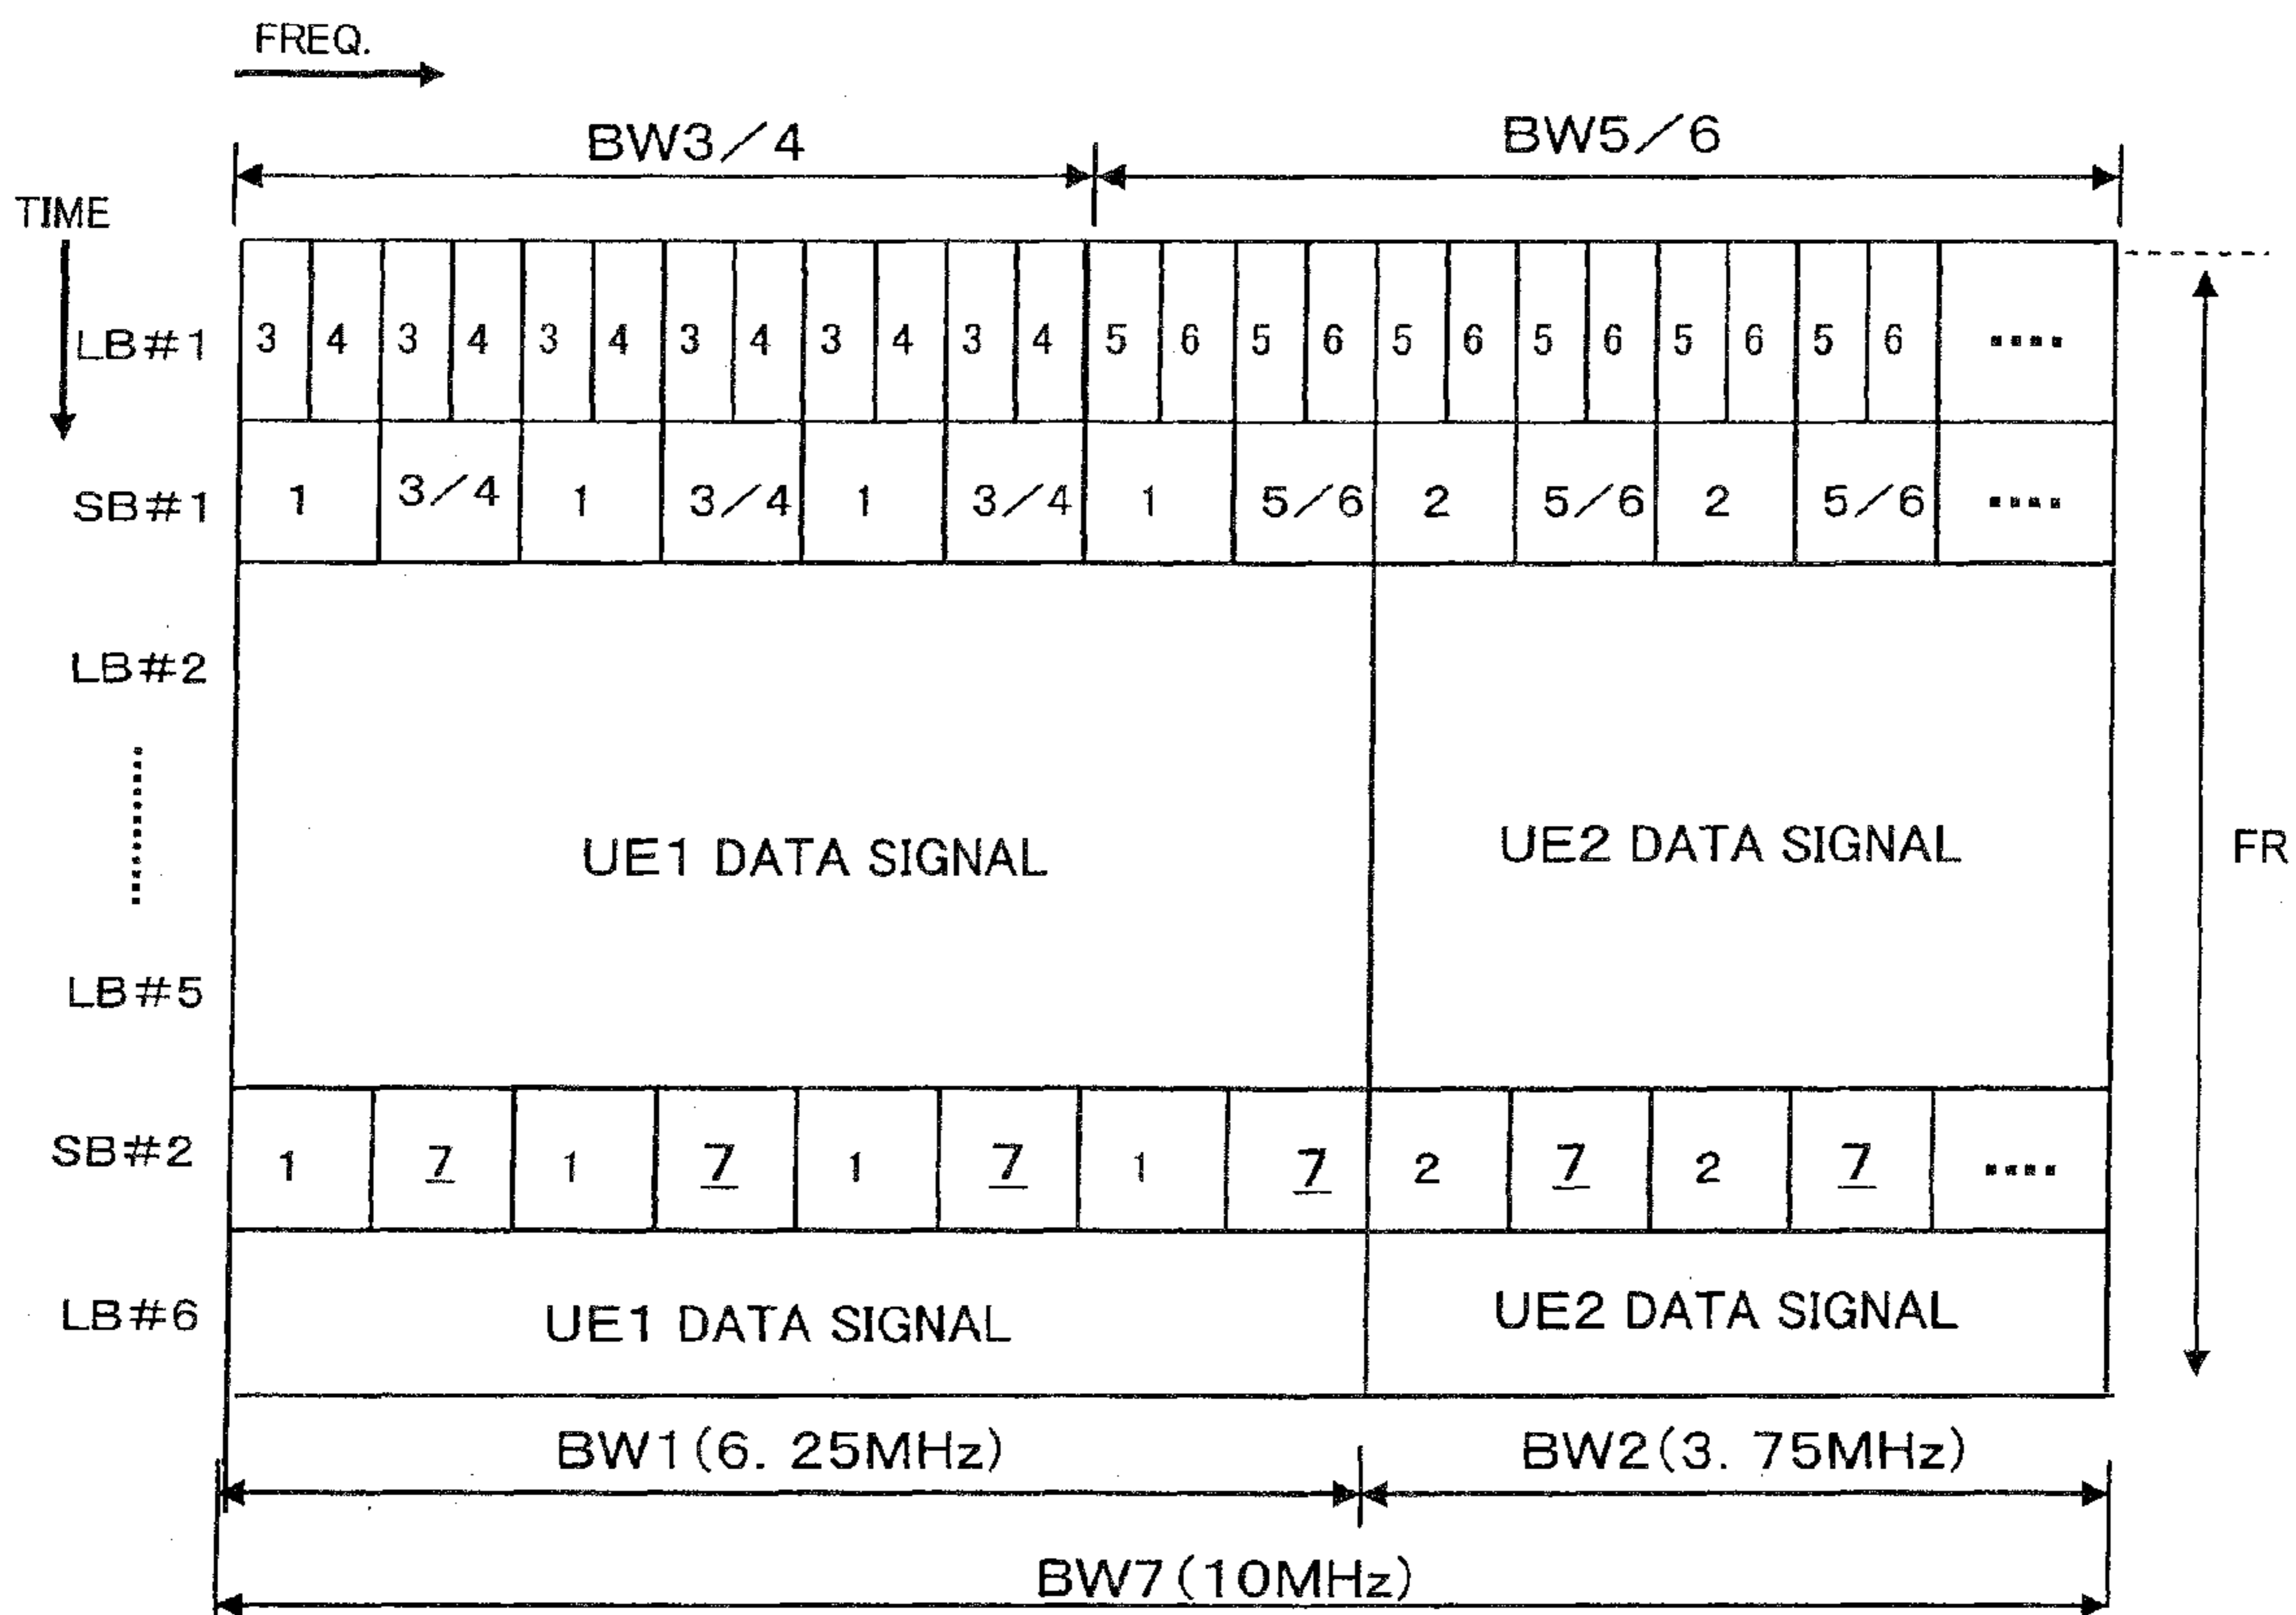 FREQ.
BW3/4 BW5/6
TIME
LB#1 3 4 3 4 3 4 3 4 3 4 3 4 5 6 5 6 5 6 5 6 5 6 5 6 ....
SB#1 1 3/4 1 3/4 1 3/4 1 5/6 2 5/6 2 5/6 ....
LB#2
UE1 DATA SIGNAL UE2 DATA SIGNAL FR
LB#5
SB#2 1 7 1 7 1 7 1 7 2 7 2 7 ....
LB#6 UE1 DATA SIGNAL UE2 DATA SIGNAL
BW1(6. 25MHz) BW2(3. 75MHz)
BW7(10MHz)